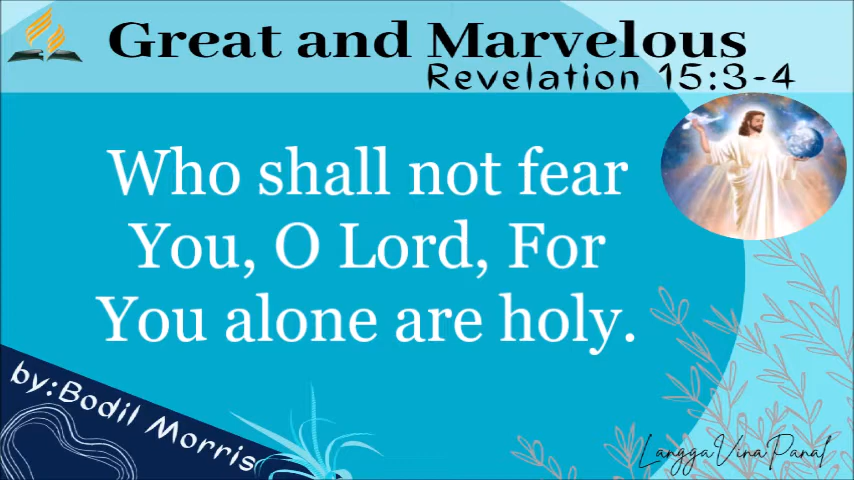 Great and Marvelous
Revelation 15:3-4
Who shall not fear
You, O Lord, For
You alone are holy.
by:Bodil Morris
LanggaVinaPanal